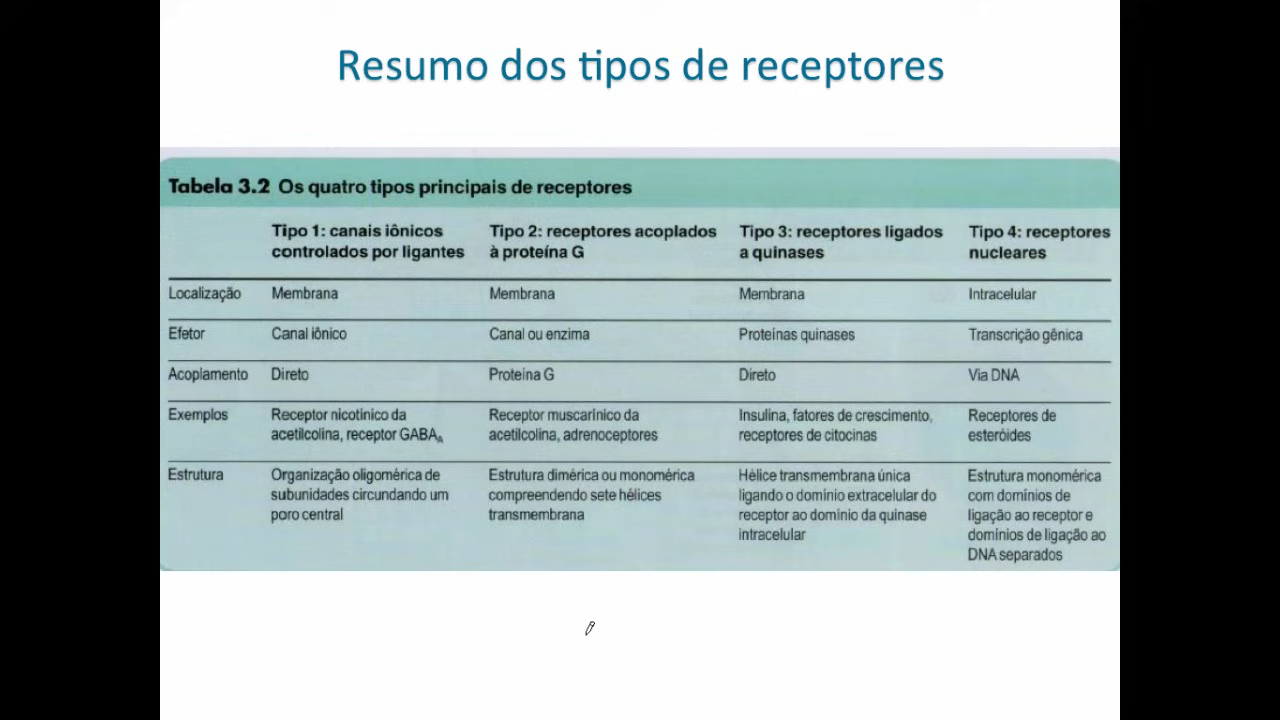 Resumo dos tipos de receptores
Tabela 3.2 Os quatro tipos principais de receptores
Tipo 1: canais iônicos controlados por ligantes
Tipo 2: receptores acoplados à proteína G
Tipo 3: receptores ligados a quinases
Tipo 4: receptores nucleares
Localização Membrana Membrana Membrana Intracelular
Efetor Canal iônico Canal ou enzima Proteínas quinases Transcrição gênica
Acoplamento Direto Proteína G Direto Via DNA
Exemplos
Receptor nicotínico da
acetilcolina, receptor GABA_A
Receptor muscarínico da
acetilcolina, adrenoceptores
Insulina, fatores de crescimento,
receptores de citocinas
Receptores de
esteróides
Estrutura
Organização oligomérica de
subunidades circundando um
poro central
Estrutura dimérica ou monomérica
compreendendo sete hélices
transmembrana
Hélice transmembrana única
ligando o domínio extracelular do
receptor ao domínio da quinase
intracelular
Estrutura monomérica
com domínios de
ligação ao receptor e
domínios de ligação ao
DNA separados